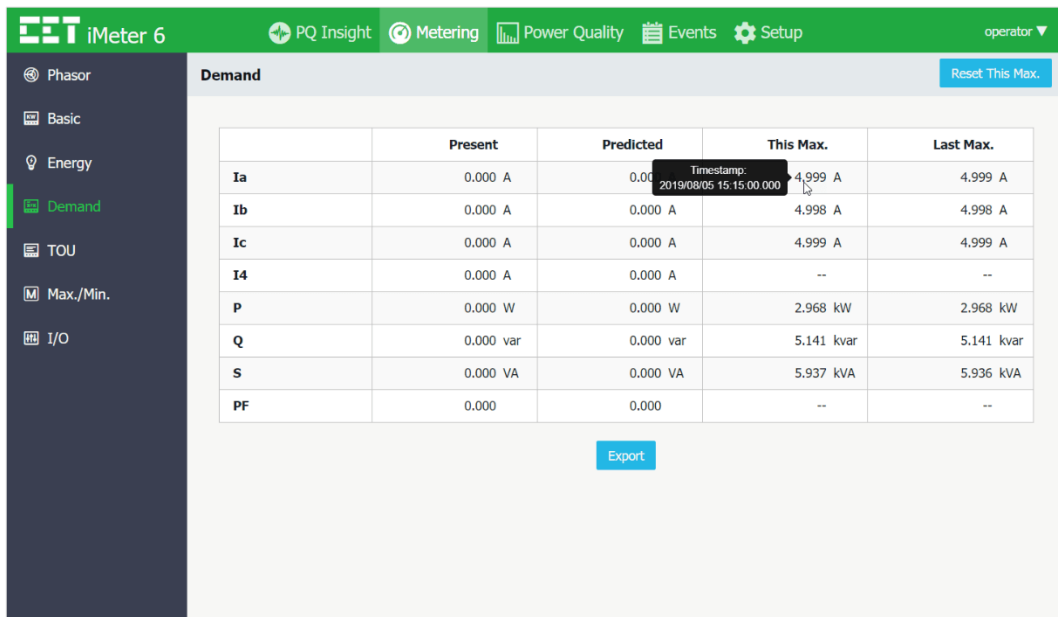 CET iMeter 6 PQ Insight Metering Power Quality Events Setup operator ▼
Phasor
Basic
Energy
Demand
TOU
Max./Min.
I/O
Demand Reset This Max.
Present Predicted This Max. Last Max.
Ia 0.000 A 0.00 4.999 A 4.999 A
Timestamp:
2019/08/05 15:15:00.000
Ib 0.000 A 0.000 A 4.998 A 4.998 A
Ic 0.000 A 0.000 A 4.999 A 4.999 A
I4 0.000 A 0.000 A -- --
P 0.000 W 0.000 W 2.968 kW 2.968 kW
Q 0.000 var 0.000 var 5.141 kvar 5.141 kvar
S 0.000 VA 0.000 VA 5.937 kVA 5.936 kVA
PF 0.000 0.000 -- --
Export